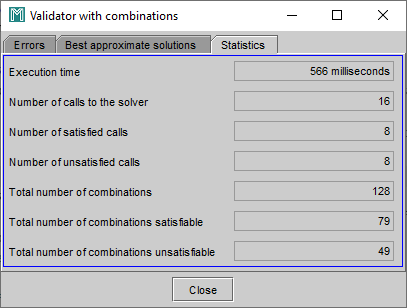 Validator with combinations
Errors Best approximate solutions Statistics
Execution time 566 milliseconds
Number of calls to the solver 16
Number of satisfied calls 8
Number of unsatisfied calls 8
Total number of combinations 128
Total number of combinations satisfiable 79
Total number of combinations unsatisfiable 49
Close